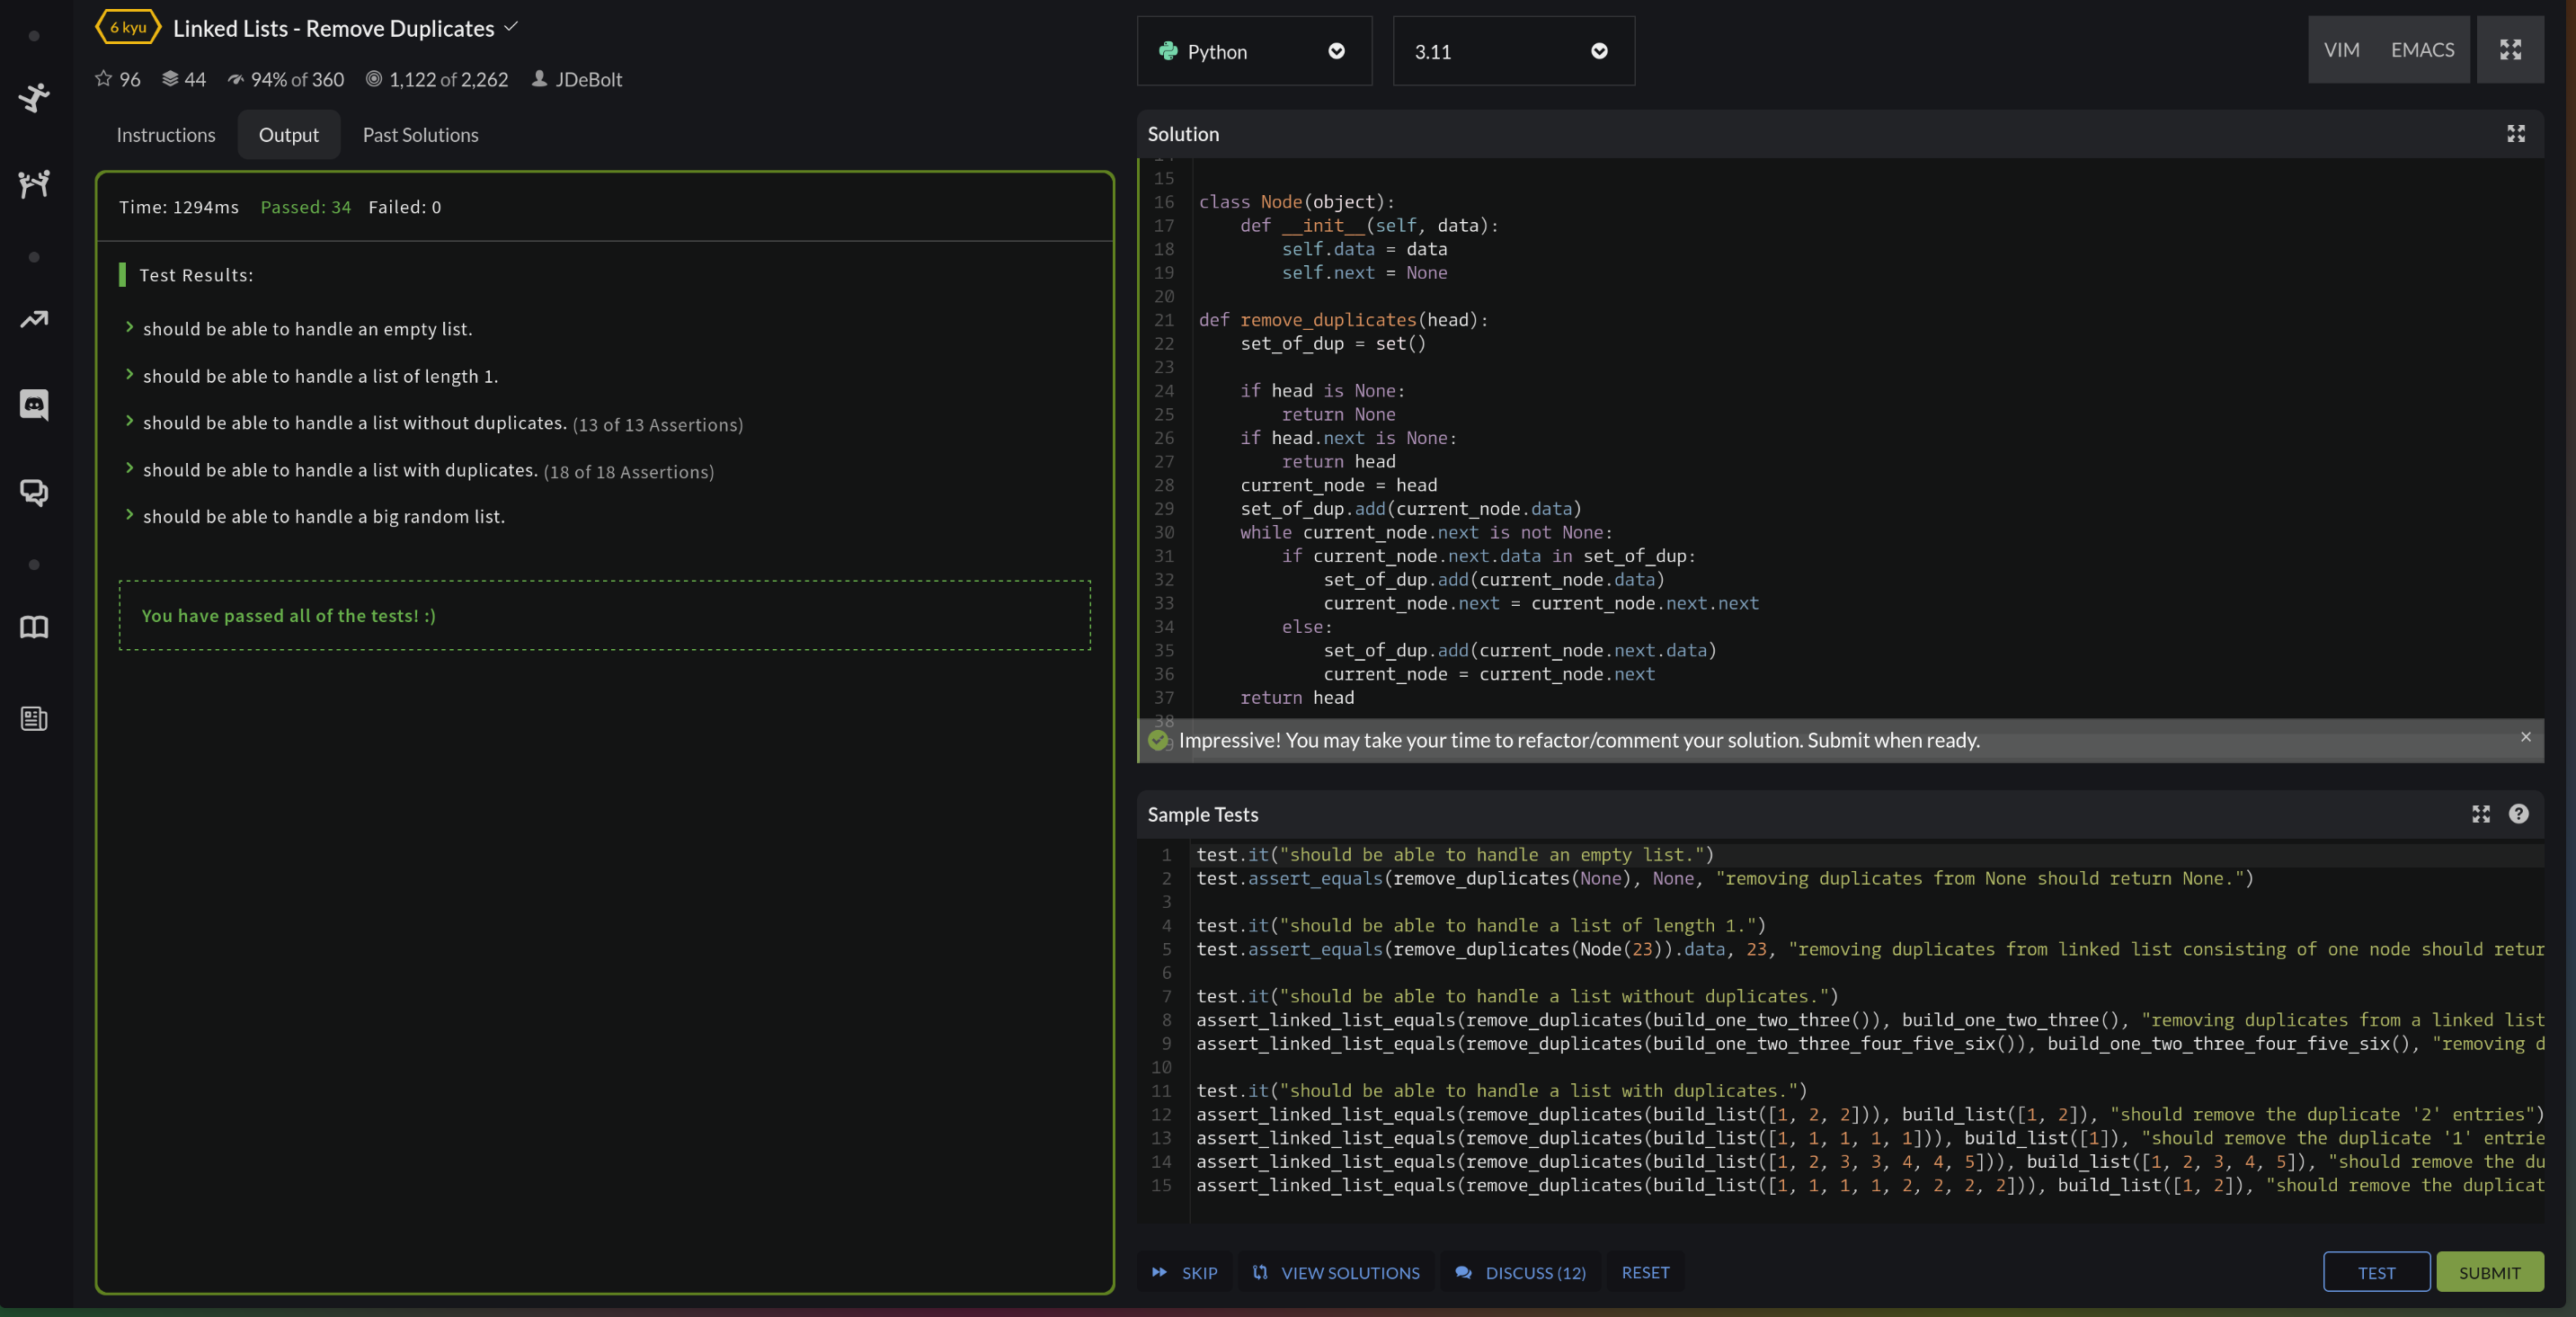 6 kyu
Linked Lists - Remove Duplicates
96 44 94% of 360 1,122 of 2,262 JDeBolt
Instructions Output Past Solutions
Time: 1294ms Passed: 34 Failed: 0
Test Results:
should be able to handle an empty list.
should be able to handle a list of length 1.
should be able to handle a list without duplicates. (13 of 13 Assertions)
should be able to handle a list with duplicates. (18 of 18 Assertions)
should be able to handle a big random list.
You have passed all of the tests! :)
Python 3.11 VIM EMACS
Solution
15
16 class Node(object):
17     def __init__(self, data):
18         self.data = data
19         self.next = None
20
21 def remove_duplicates(head):
22     set_of_dup = set()
23
24     if head is None:
25         return None
26     if head.next is None:
27         return head
28     current_node = head
29     set_of_dup.add(current_node.data)
30     while current_node.next is not None:
31         if current_node.next.data in set_of_dup:
32             set_of_dup.add(current_node.data)
33             current_node.next = current_node.next.next
34         else:
35             set_of_dup.add(current_node.next.data)
36             current_node = current_node.next
37     return head
38
Impressive! You may take your time to refactor/comment your solution. Submit when ready.
Sample Tests
1 test.it("should be able to handle an empty list.")
2 test.assert_equals(remove_duplicates(None), None, "removing duplicates from None should return None.")
3
4 test.it("should be able to handle a list of length 1.")
5 test.assert_equals(remove_duplicates(Node(23)).data, 23, "removing duplicates from linked list consisting of one node should retur
6
7 test.it("should be able to handle a list without duplicates.")
8 assert_linked_list_equals(remove_duplicates(build_one_two_three()), build_one_two_three(), "removing duplicates from a linked list
9 assert_linked_list_equals(remove_duplicates(build_one_two_three_four_five_six()), build_one_two_three_four_five_six(), "removing d
10
11 test.it("should be able to handle a list with duplicates.")
12 assert_linked_list_equals(remove_duplicates(build_list([1, 2, 2])), build_list([1, 2]), "should remove the duplicate '2' entries")
13 assert_linked_list_equals(remove_duplicates(build_list([1, 1, 1, 1, 1])), build_list([1]), "should remove the duplicate '1' entrie
14 assert_linked_list_equals(remove_duplicates(build_list([1, 2, 3, 3, 4, 4, 5])), build_list([1, 2, 3, 4, 5]), "should remove the du
15 assert_linked_list_equals(remove_duplicates(build_list([1, 1, 1, 1, 2, 2, 2, 2])), build_list([1, 2]), "should remove the duplicat
SKIP VIEW SOLUTIONS DISCUSS (12) RESET TEST SUBMIT